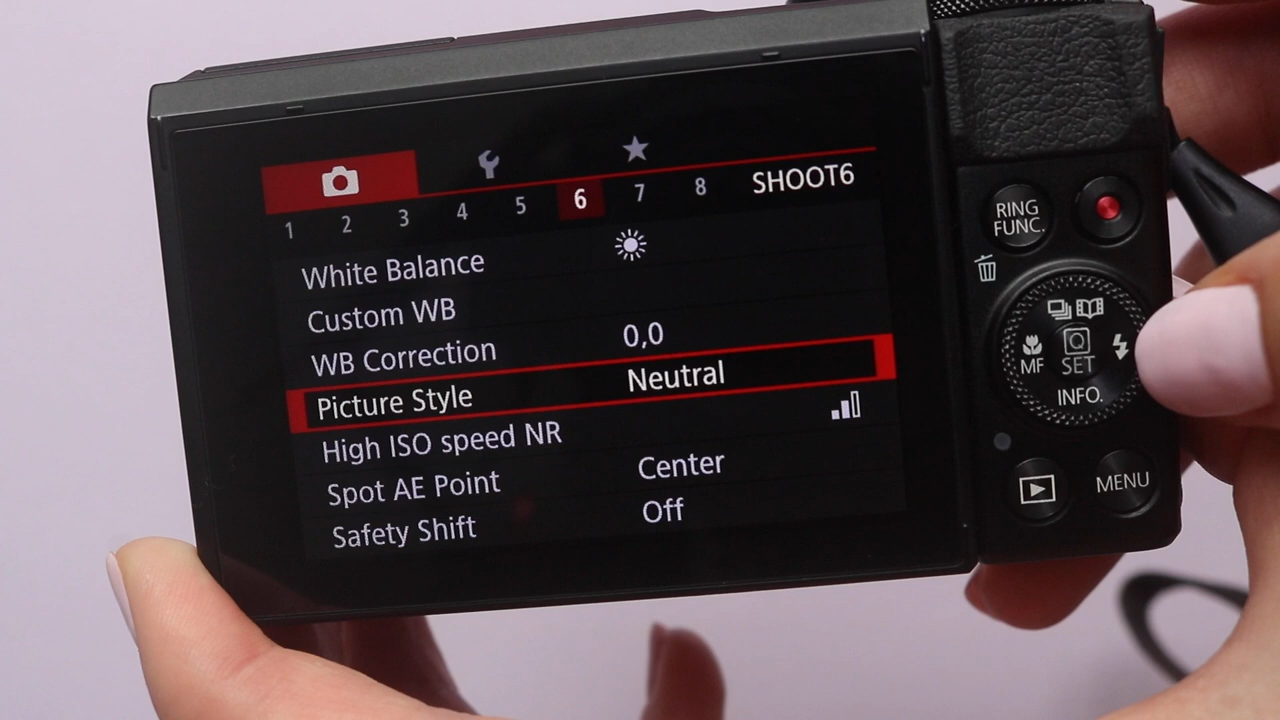 1 2 3 4 5 6 7 8 SHOOT6
White Balance
Custom WB
WB Correction 0,0
Picture Style Neutral
High ISO speed NR
Spot AE Point Center
Safety Shift Off
RING
FUNC.
MF
Q
SET
INFO.
MENU